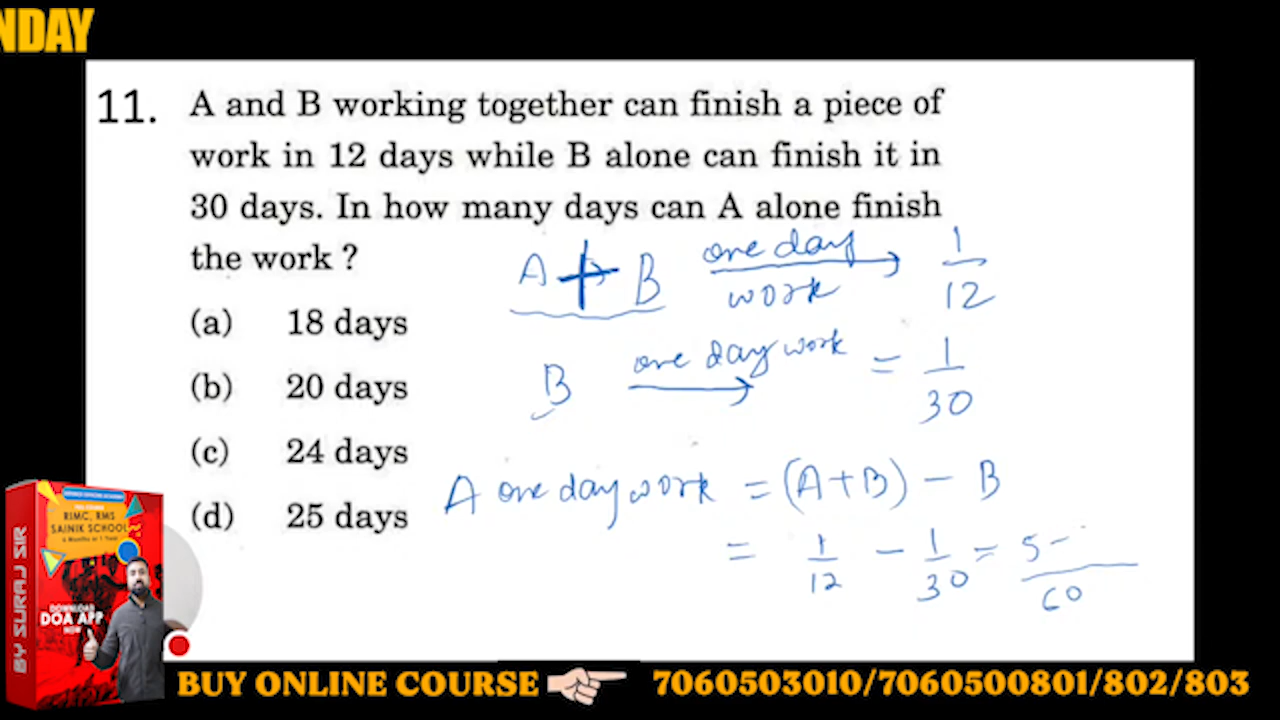 NDAY
11. A and B working together can finish a piece of
work in 12 days while B alone can finish it in
30 days. In how many days can A alone finish
the work ?
A + B one day work → 1/12
(a) 18 days
B one day work → = 1/30
(b) 20 days
(c) 24 days
A one day work = (A+B) - B
(d) 25 days
= 1/12 - 1/30 = 5 - / 60
RIMC, RMS
SAINIK SCHOOL
BY SURAJ SIR
DOWNLOAD
DOA APP
NOW
BUY ONLINE COURSE 7060503010/7060500801/802/803